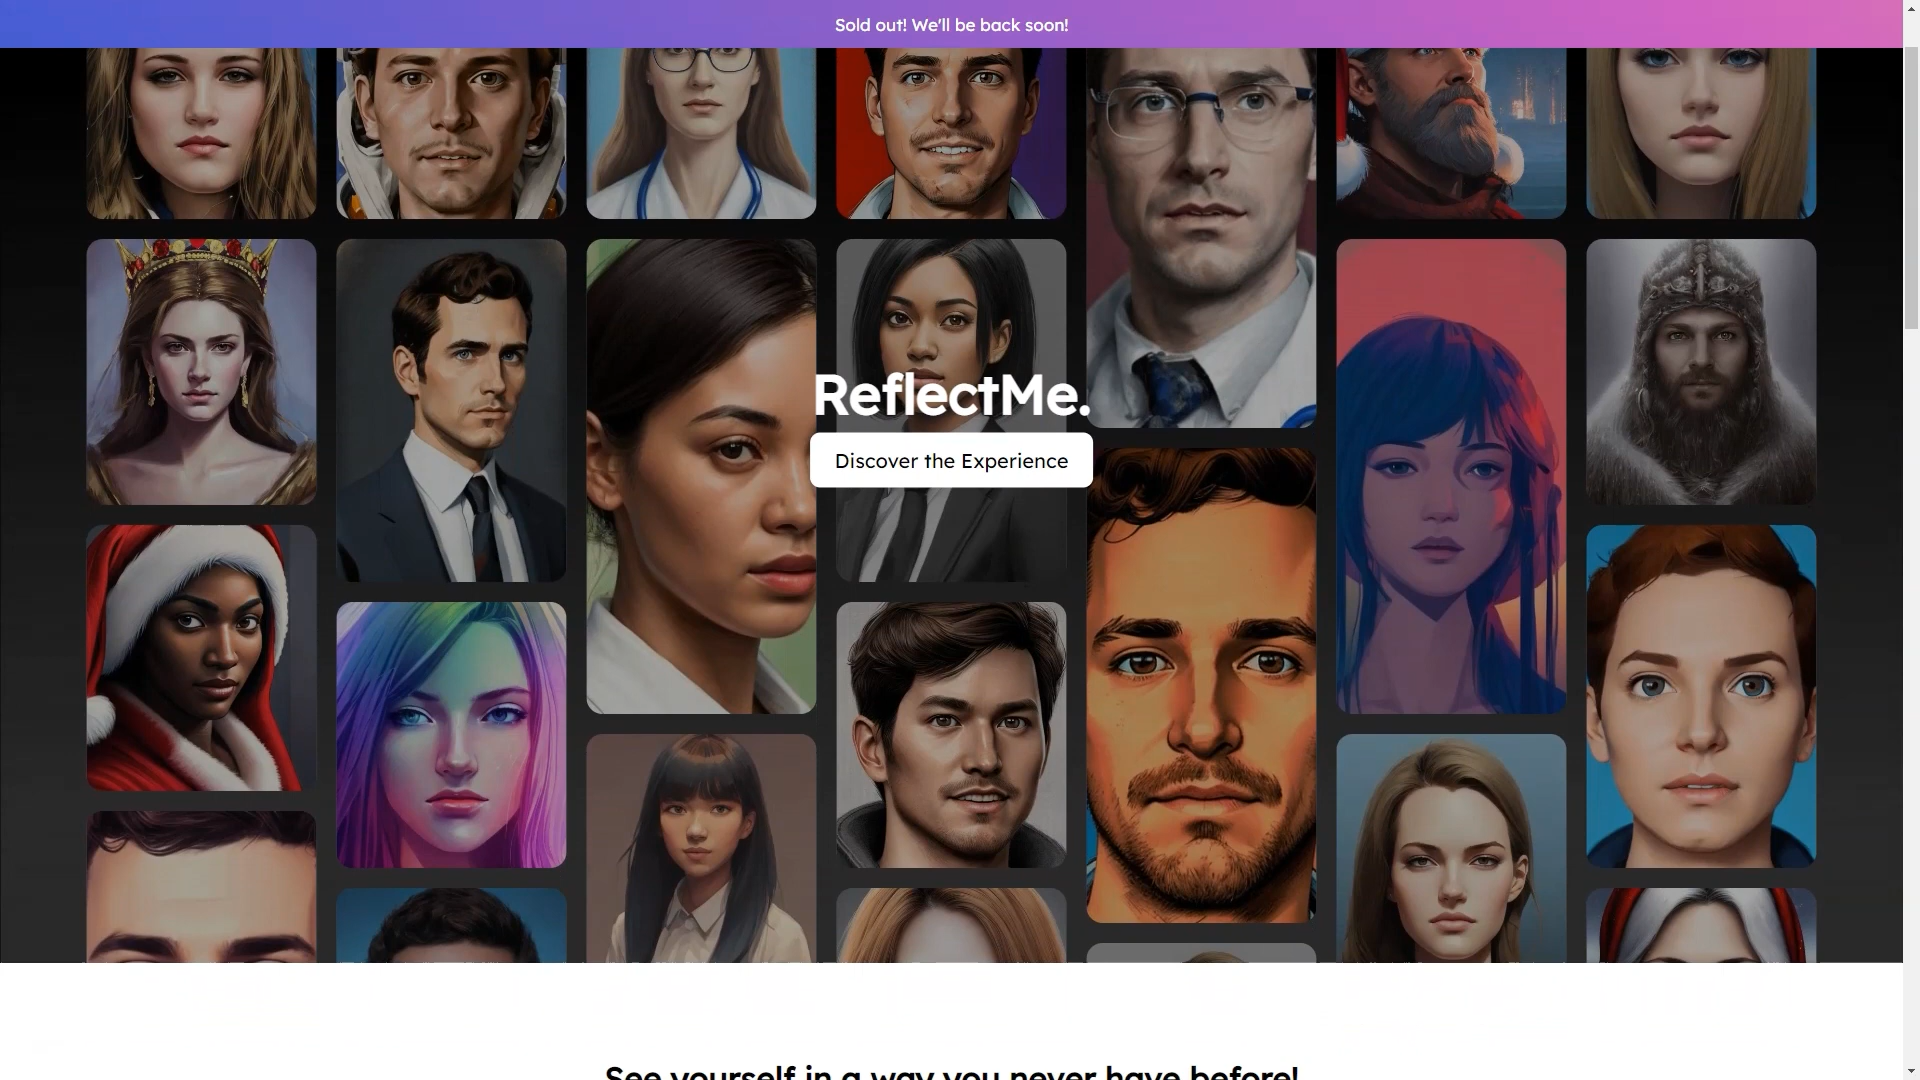 Sold out! We'll be back soon!
ReflectMe.
Discover the Experience
See yourself in a way you never have before!